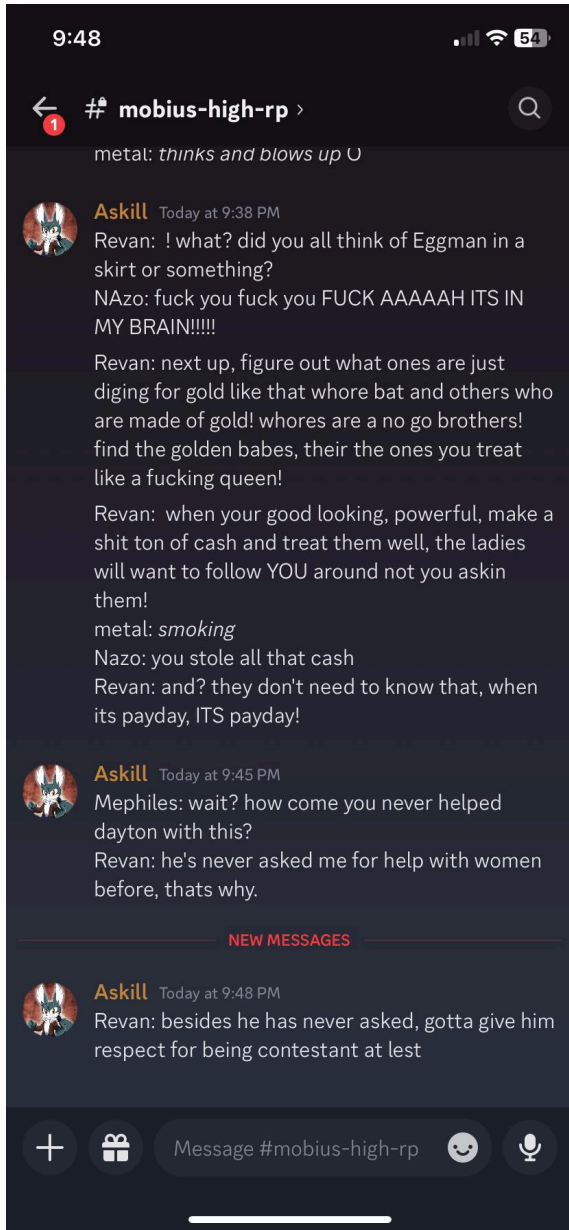 9:48
54
1
# mobius-high-rp >
metal: thinks and blows up O
Askill Today at 9:38 PM
Revan:  ! what? did you all think of Eggman in a
skirt or something?
NAzo: fuck you fuck you FUCK AAAAAH ITS IN
MY BRAIN!!!!!
Revan: next up, figure out what ones are just
diging for gold like that whore bat and others who
are made of gold! whores are a no go brothers!
find the golden babes, their the ones you treat
like a fucking queen!
Revan:  when your good looking, powerful, make a
shit ton of cash and treat them well, the ladies
will want to follow YOU around not you askin
them!
metal: smoking
Nazo: you stole all that cash
Revan: and? they don't need to know that, when
its payday, ITS payday!
Askill Today at 9:45 PM
Mephiles: wait? how come you never helped
dayton with this?
Revan: he's never asked me for help with women
before, thats why.
NEW MESSAGES
Askill Today at 9:48 PM
Revan: besides he has never asked, gotta give him
respect for being contestant at lest
Message #mobius-high-rp